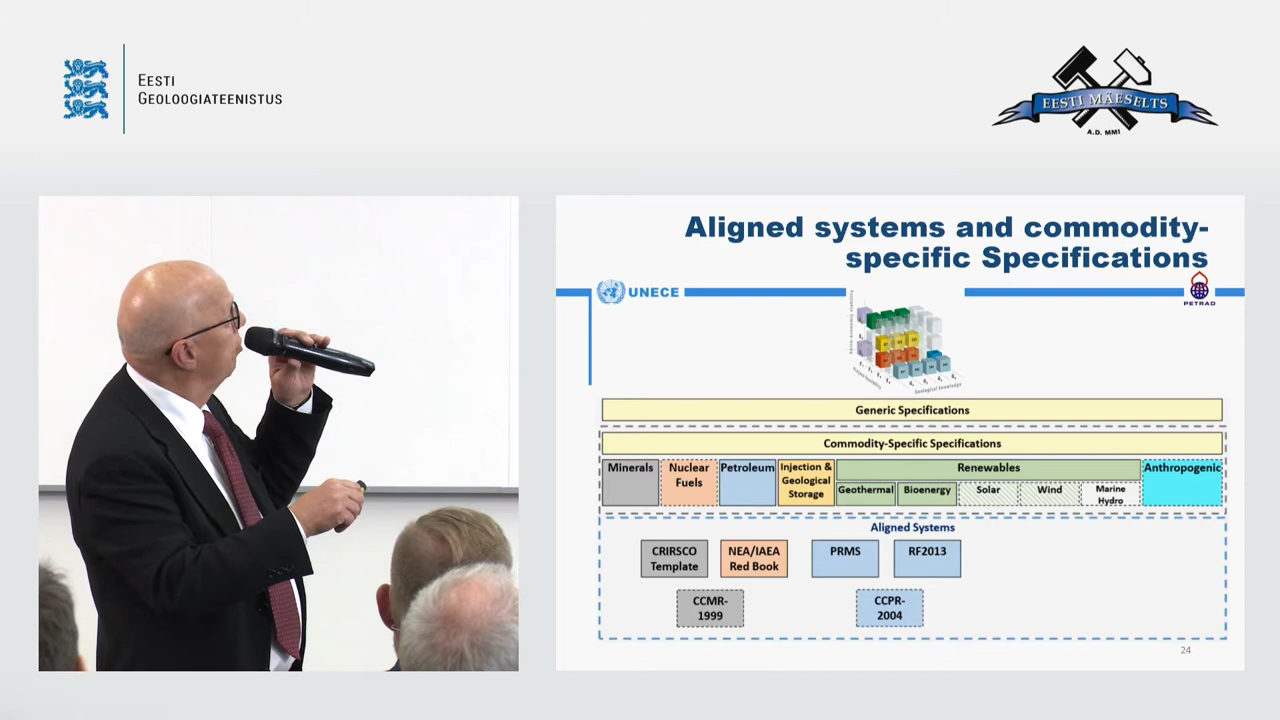 EESTI
GEOLOOGIATEENISTUS
EESTI MÄESELTS
A.D. MMI
Aligned systems and commodity-
specific Specifications
UNECE
PETRAD
Generic Specifications
Commodity-Specific Specifications
Minerals
Nuclear
Fuels
Petroleum
Injection &
Geological
Storage
Renewables
Geothermal
Bioenergy
Solar
Wind
Marine
Hydro
Anthropogenic
Aligned Systems
CRIRSCO
Template
NEA/IAEA
Red Book
PRMS
RF2013
CCMR-
1999
CCPR-
2004
24